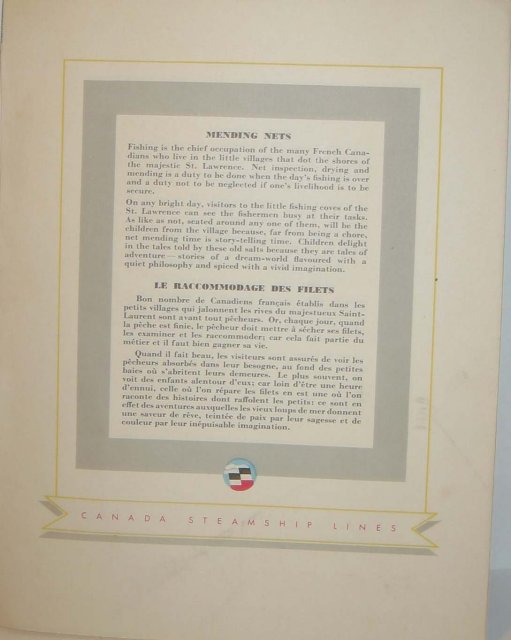 MENDING NETS
Fishing is the chief occupation of the many French Cana-
dians who live in the little villages that dot the shores of
the majestic St. Lawrence. Net inspection, drying and
mending is a duty to be done when the day's fishing is over
and a duty not to be neglected if one's livelihood is to be
secure.
On any bright day, visitors to the little fishing coves of the
St. Lawrence can see the fishermen busy at their tasks.
As like as not, seated around any one of them, will be the
children from the village because, far from being a chore,
net mending time is story-telling time. Children delight
in the tales told by these old salts because they are tales of
adventure—stories of a dream-world flavoured with a
quiet philosophy and spiced with a vivid imagination.
LE RACCOMMODAGE DES FILETS
Bon nombre de Canadiens français établis dans les
petits villages qui jalonnent les rives du majestueux Saint-
Laurent sont avant tout pêcheurs. Or, chaque jour, quand
la pêche est finie, le pêcheur doit mettre à sécher ses filets,
les examiner et les raccommoder; car cela fait partie du
métier et il faut bien gagner sa vie.
Quand il fait beau, les visiteurs sont assurés de voir les
pêcheurs absorbés dans leur besogne, au fond des petites
baies où s'abritent leurs demeures. Le plus souvent, on
voit des enfants alentour d'eux; car loin d'être une heure
d'ennui, celle où l'on répare les filets en est une où l'on
raconte des histoires dont raffolent les petits: ce sont en
effet des aventures auxquelles les vieux loups de mer donnent
une saveur de rêve, teintée de paix par leur sagesse et de
couleur par leur inépuisable imagination.
CANADA STEAMSHIP LINES